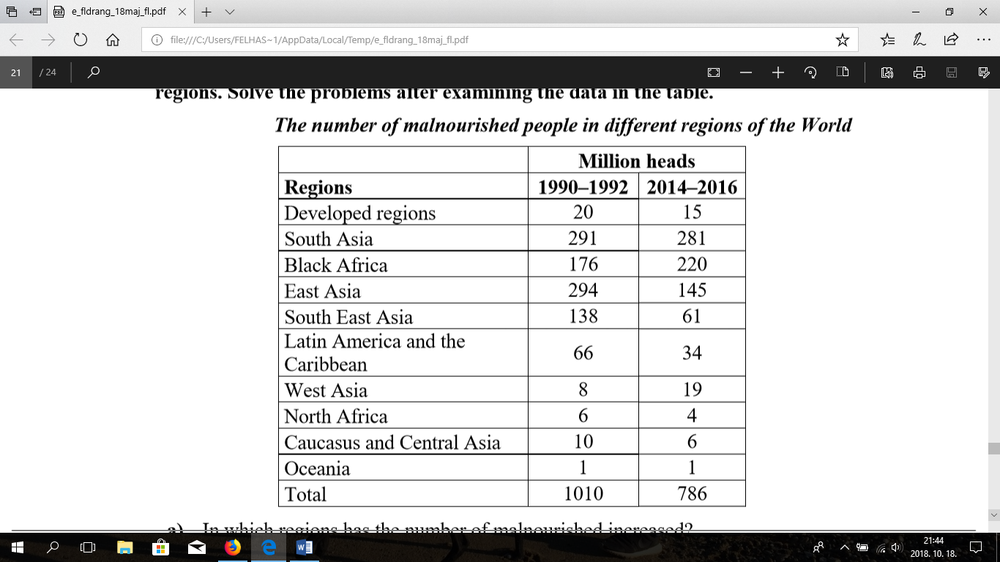 e_fldrang_18maj_fl.pdf
file:///C:/Users/FELHAS~1/AppData/Local/Temp/e_fldrang_18maj_fl.pdf
21 / 24
regions. Solve the problems after examining the data in the table.
The number of malnourished people in different regions of the World
Million heads
Regions 1990–1992 2014–2016
Developed regions 20 15
South Asia 291 281
Black Africa 176 220
East Asia 294 145
South East Asia 138 61
Latin America and the
Caribbean 66 34
West Asia 8 19
North Africa 6 4
Caucasus and Central Asia 10 6
Oceania 1 1
Total 1010 786
a) In which regions has the number of malnourished increased?
21:44
2018. 10. 18.